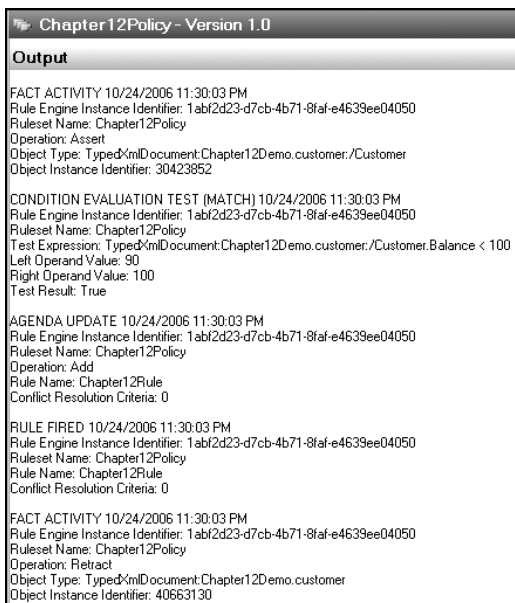 Chapter12Policy - Version 1.0
Output
FACT ACTIVITY 10/24/2006 11:30:03 PM
Rule Engine Instance Identifier: 1abf2d23-d7cb-4b71-8faf-e4639ee04050
Ruleset Name: Chapter12Policy
Operation: Assert
Object Type: TypedXmlDocument:Chapter12Demo.customer:/Customer
Object Instance Identifier: 30423852
CONDITION EVALUATION TEST (MATCH) 10/24/2006 11:30:03 PM
Rule Engine Instance Identifier: 1abf2d23-d7cb-4b71-8faf-e4639ee04050
Ruleset Name: Chapter12Policy
Test Expression: TypedXmlDocument:Chapter12Demo.customer:/Customer.Balance < 100
Left Operand Value: 90
Right Operand Value: 100
Test Result: True
AGENDA UPDATE 10/24/2006 11:30:03 PM
Rule Engine Instance Identifier: 1abf2d23-d7cb-4b71-8faf-e4639ee04050
Ruleset Name: Chapter12Policy
Operation: Add
Rule Name: Chapter12Rule
Conflict Resolution Criteria: 0
RULE FIRED 10/24/2006 11:30:03 PM
Rule Engine Instance Identifier: 1abf2d23-d7cb-4b71-8faf-e4639ee04050
Ruleset Name: Chapter12Policy
Rule Name: Chapter12Rule
Conflict Resolution Criteria: 0
FACT ACTIVITY 10/24/2006 11:30:03 PM
Rule Engine Instance Identifier: 1abf2d23-d7cb-4b71-8faf-e4639ee04050
Ruleset Name: Chapter12Policy
Operation: Retract
Object Type: TypedXmlDocument:Chapter12Demo.customer
Object Instance Identifier: 40663130